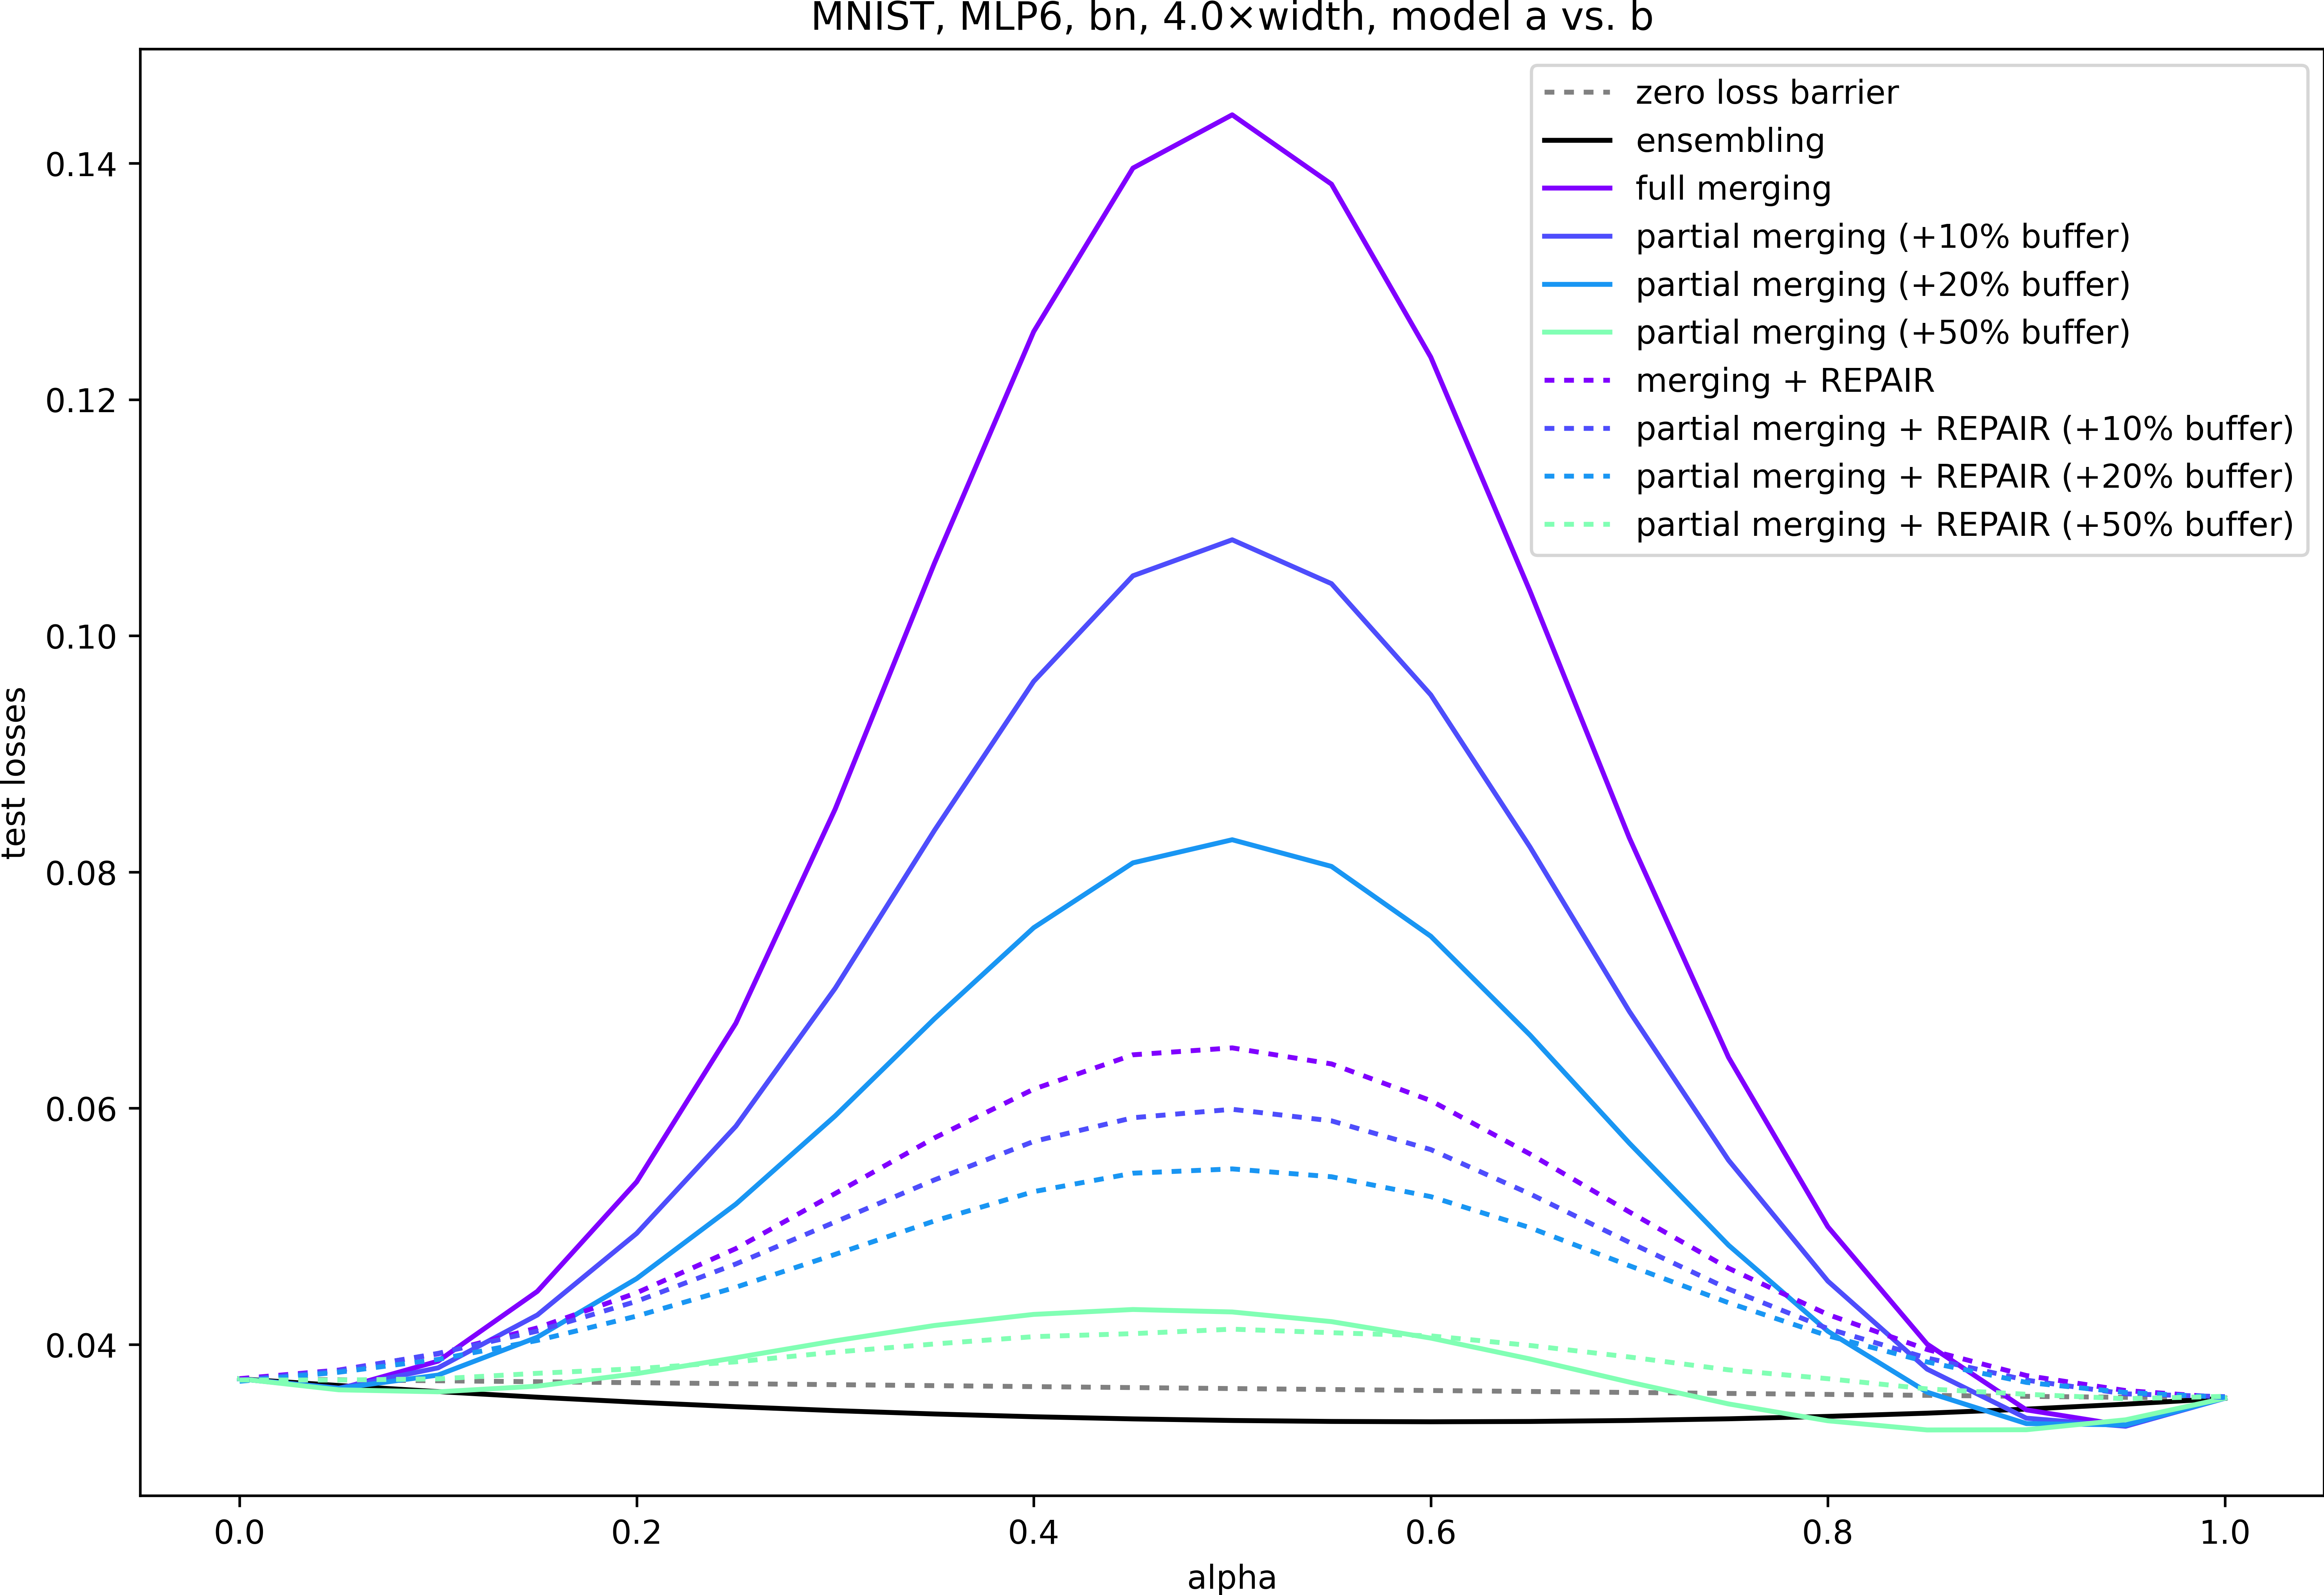 MNIST, MLP6, bn, 4.0×width, model a vs. b
zero loss barrier
ensembling
full merging
partial merging (+10% buffer)
partial merging (+20% buffer)
partial merging (+50% buffer)
merging + REPAIR
partial merging + REPAIR (+10% buffer)
partial merging + REPAIR (+20% buffer)
partial merging + REPAIR (+50% buffer)
test losses
0.14
0.12
0.10
0.08
0.06
0.04
0.0 0.2 0.4 0.6 0.8 1.0
alpha